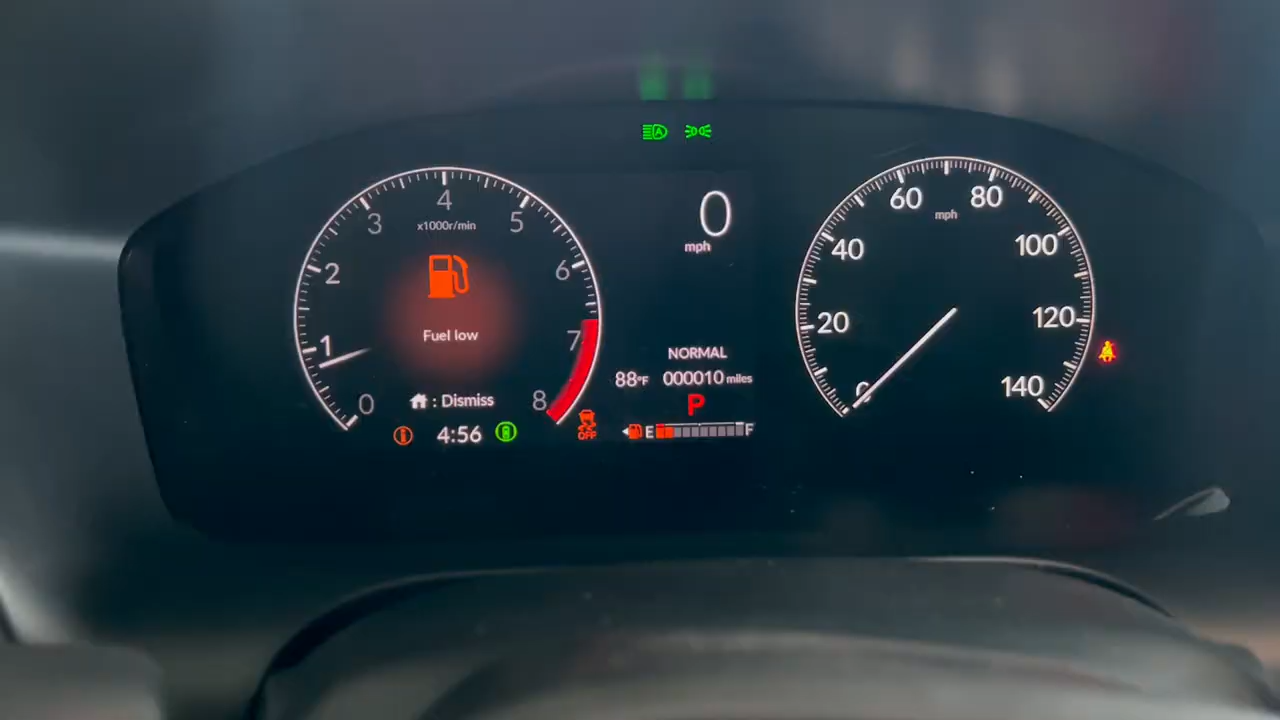 4
3
5
x1000r/min
2
6
Fuel low
1
7
0
8
⌂ : Dismiss
4:56
OFF
A
0
mph
NORMAL
88°F 000010 miles
P
E F
60
80
mph
40
100
20
120
0
140